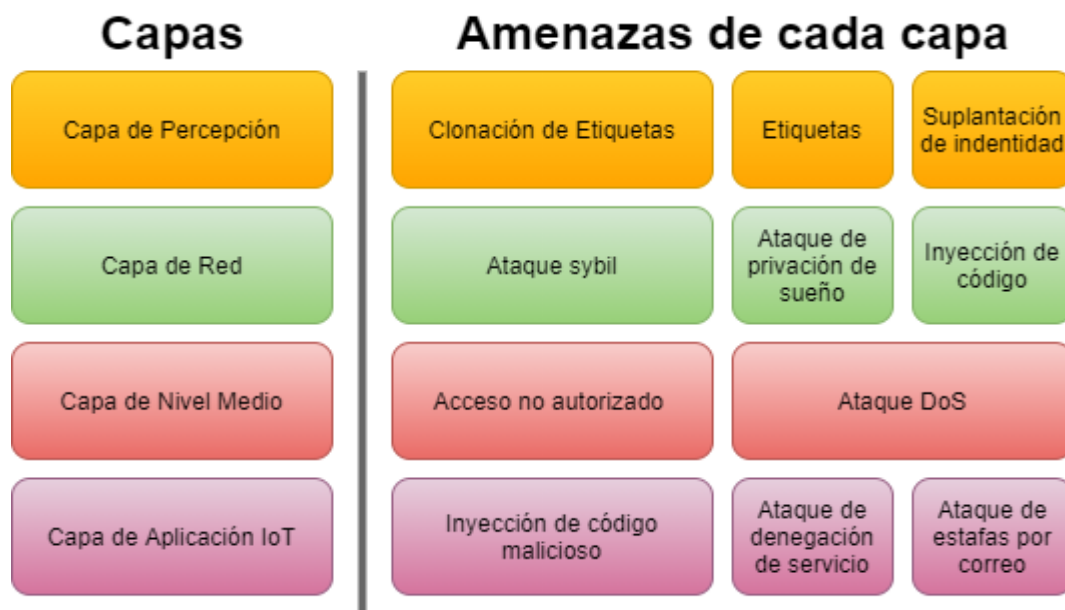 Capas
Amenazas de cada capa
Capa de Percepción
Clonación de Etiquetas
Etiquetas
Suplantación
de indentidad
Capa de Red
Ataque sybil
Ataque de
privación de
sueño
Inyección de
código
Capa de Nivel Medio
Acceso no autorizado
Ataque DoS
Capa de Aplicación IoT
Inyección de código
malicioso
Ataque de
denegación
de servicio
Ataque de
estafas por
correo